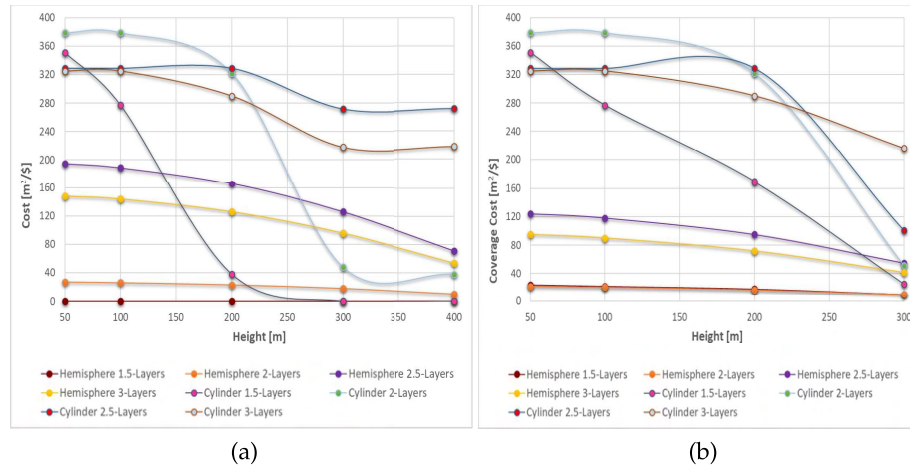 400
360
320
280
240
200
160
120
80
40
0
Cost [m²/$]
50 100 150 200 250 300 350 400
Height [m]
Hemisphere 1.5-Layers Hemisphere 2-Layers Hemisphere 2.5-Layers
Hemisphere 3-Layers Cylinder 1.5-Layers Cylinder 2-Layers
Cylinder 2.5-Layers Cylinder 3-Layers
(a)
400
360
320
280
240
200
160
120
80
40
0
Coverage Cost [m²/$]
50 100 150 200 250 300
Height [m]
Hemisphere 1.5-Layers Hemisphere 2-Layers Hemisphere 2.5-Layers
Hemisphere 3-Layers Cylinder 1.5-Layers Cylinder 2-Layers
Cylinder 2.5-Layers Cylinder 3-Layers
(b)